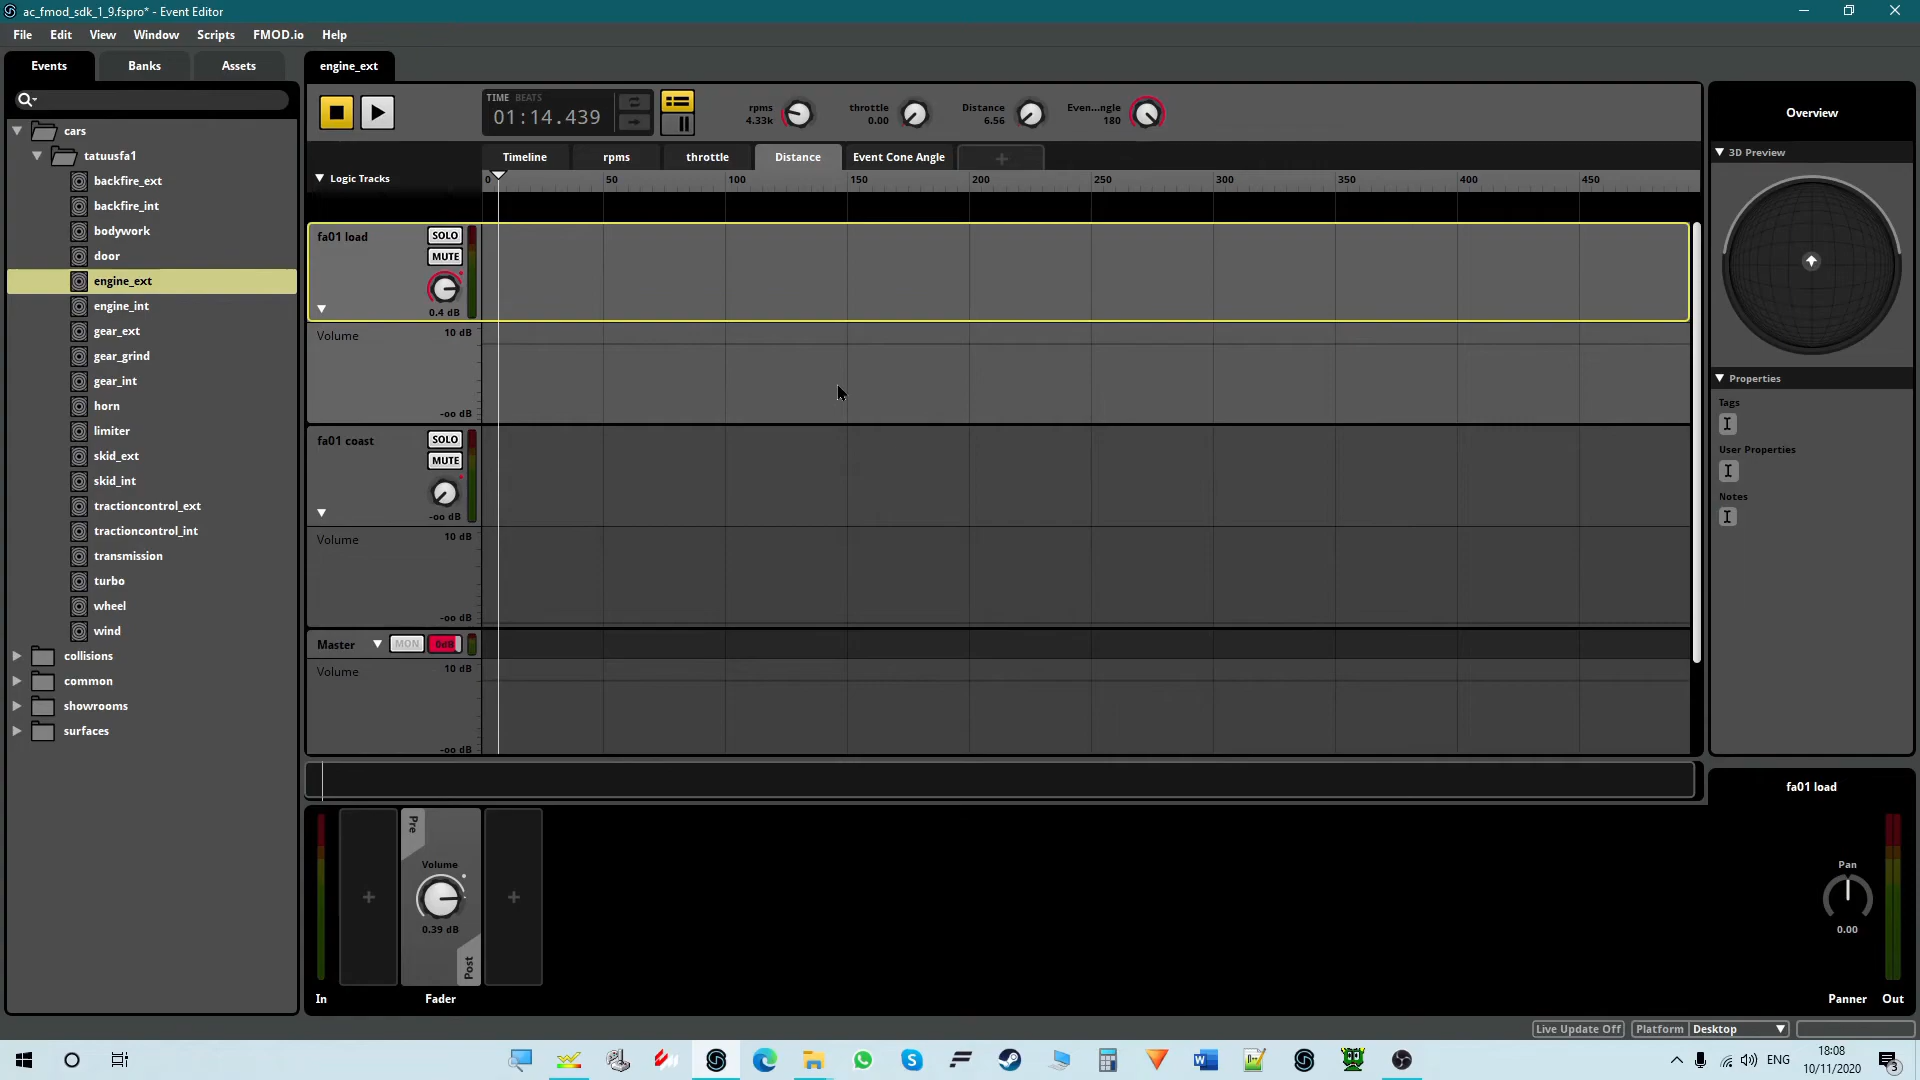 ac_fmod_sdk_1_9.fspro* - Event Editor
File Edit View Window Scripts FMOD.io Help
Events Banks Assets
cars
tatuusfa1
backfire_ext
backfire_int
bodywork
door
engine_ext
engine_int
gear_ext
gear_grind
gear_int
horn
limiter
skid_ext
skid_int
tractioncontrol_ext
tractioncontrol_int
transmission
turbo
wheel
wind
collisions
common
showrooms
surfaces
engine_ext
TIME BEATS
01:14.439
rpms
4.33k
throttle
0.00
Distance
6.56
Even...ngle
180
Timeline rpms throttle Distance Event Cone Angle +
Logic Tracks
0 50 100 150 200 250 300 350 400 450
fa01 load
SOLO
MUTE
0.4 dB
Volume
10 dB
-oo dB
fa01 coast
SOLO
MUTE
-oo dB
Volume
10 dB
-oo dB
Master MON 0dB
Volume
10 dB
-oo dB
Overview
3D Preview
Properties
Tags
User Properties
Notes
Pre
Volume
0.39 dB
Post
+
+
In
Fader
fa01 load
Pan
0.00
Panner
Out
Live Update Off Platform Desktop
ENG
18:08
10/11/2020
3